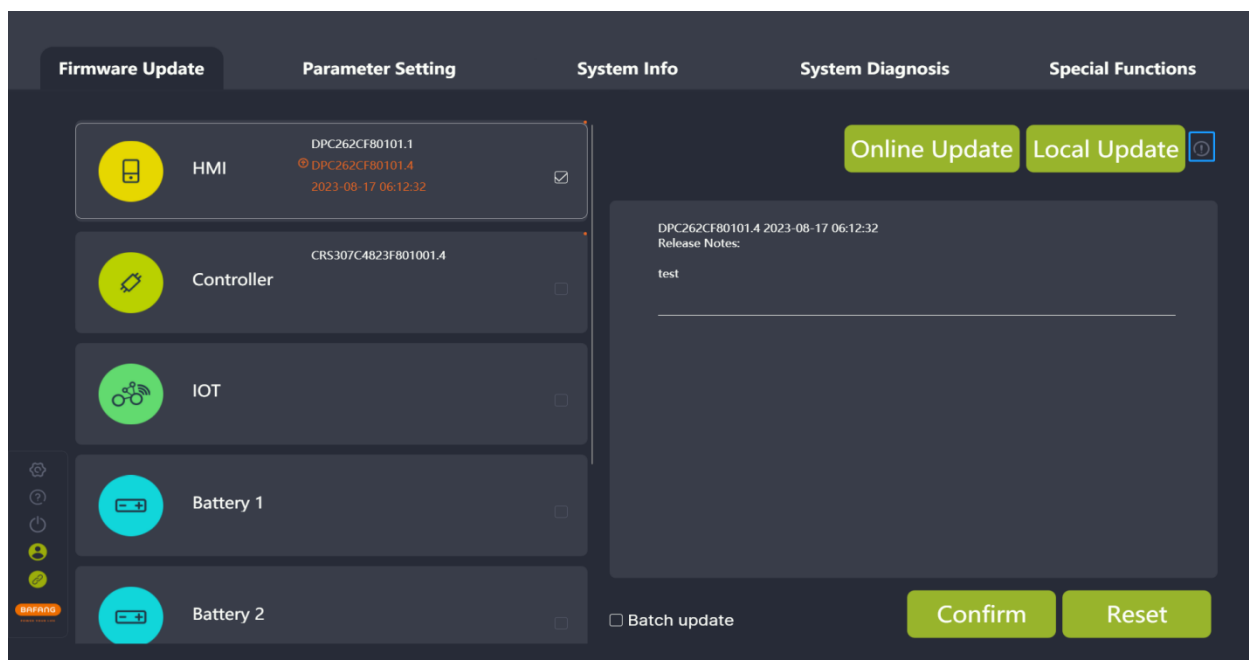 Firmware Update
Parameter Setting
System Info
System Diagnosis
Special Functions
HMI
DPC262CF80101.1
DPC262CF80101.4
2023-08-17 06:12:32
Controller
CRS307C4823F801001.4
IOT
Battery 1
Battery 2
Online Update
Local Update
DPC262CF80101.4 2023-08-17 06:12:32
Release Notes:
test
Batch update
Confirm
Reset
BAFANG